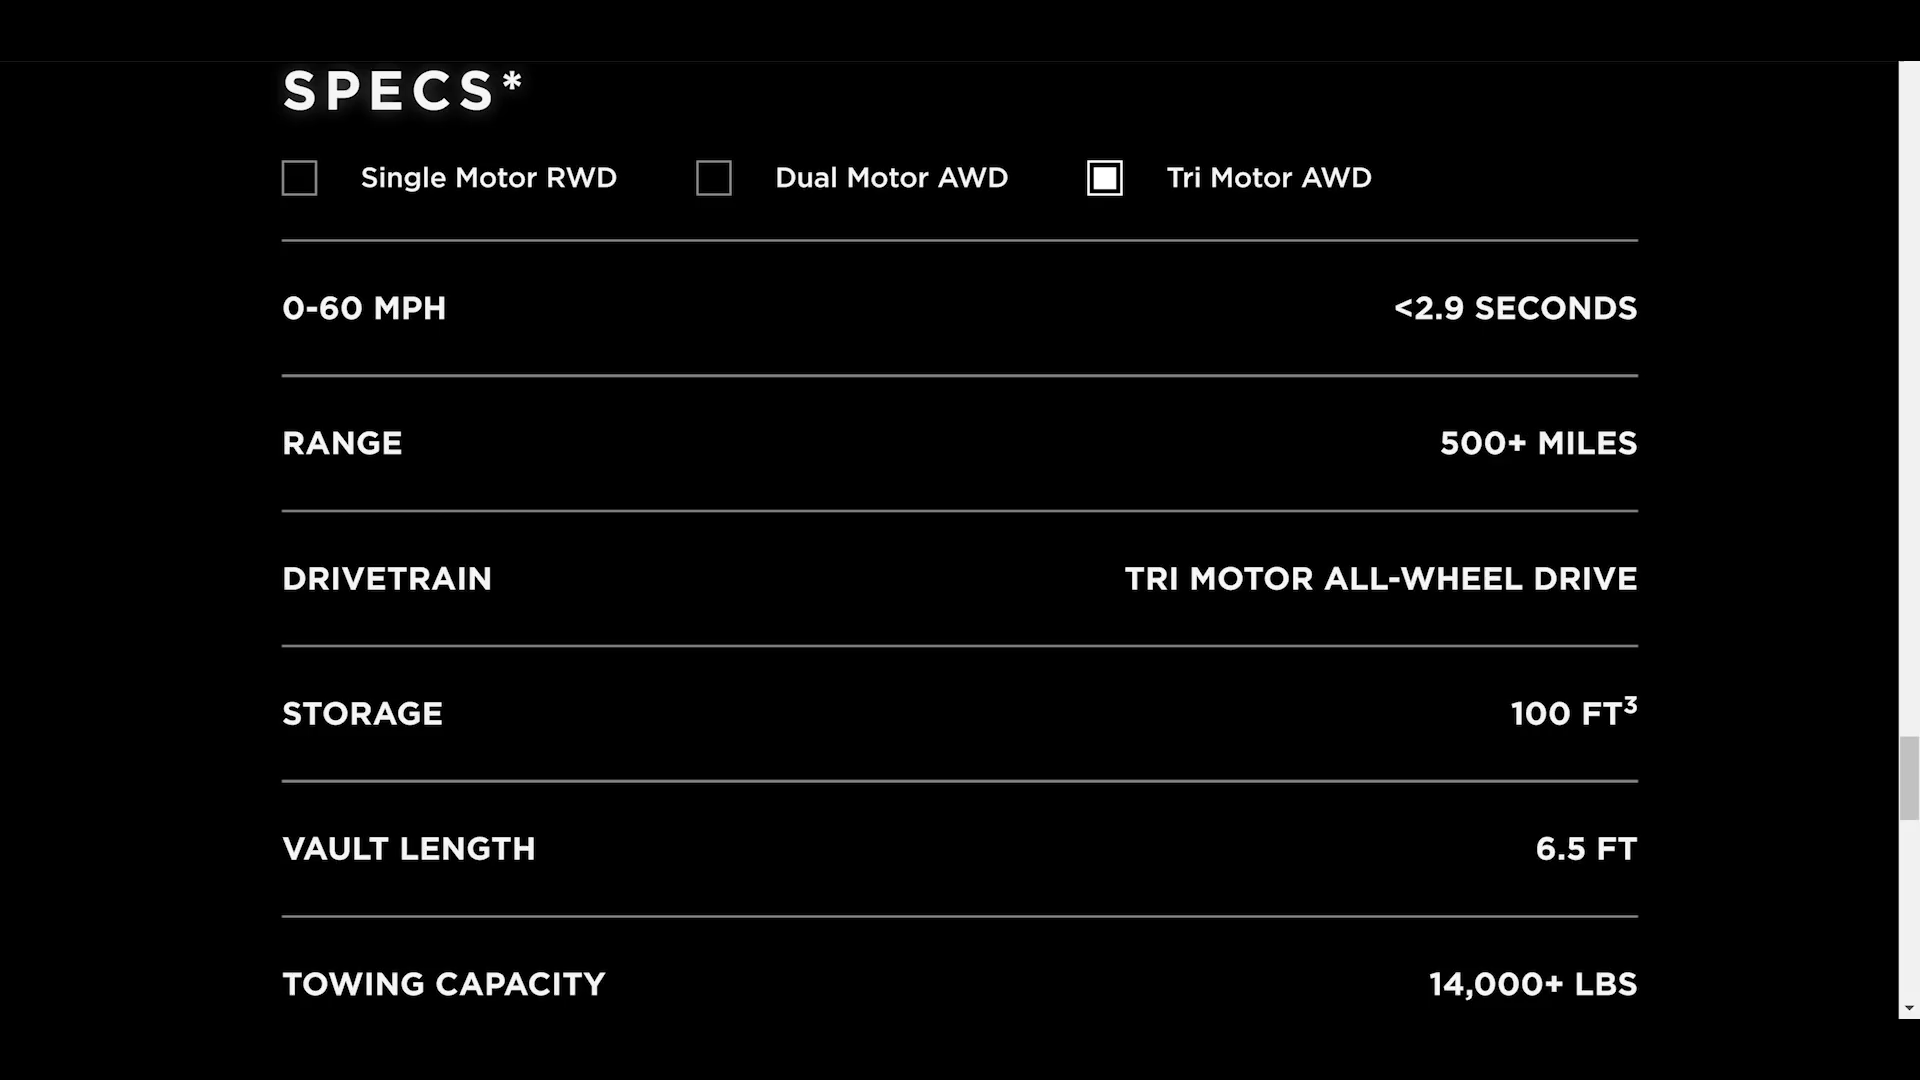 SPECS*
Single Motor RWD Dual Motor AWD Tri Motor AWD
0-60 MPH <2.9 SECONDS
RANGE 500+ MILES
DRIVETRAIN TRI MOTOR ALL-WHEEL DRIVE
STORAGE 100 FT³
VAULT LENGTH 6.5 FT
TOWING CAPACITY 14,000+ LBS